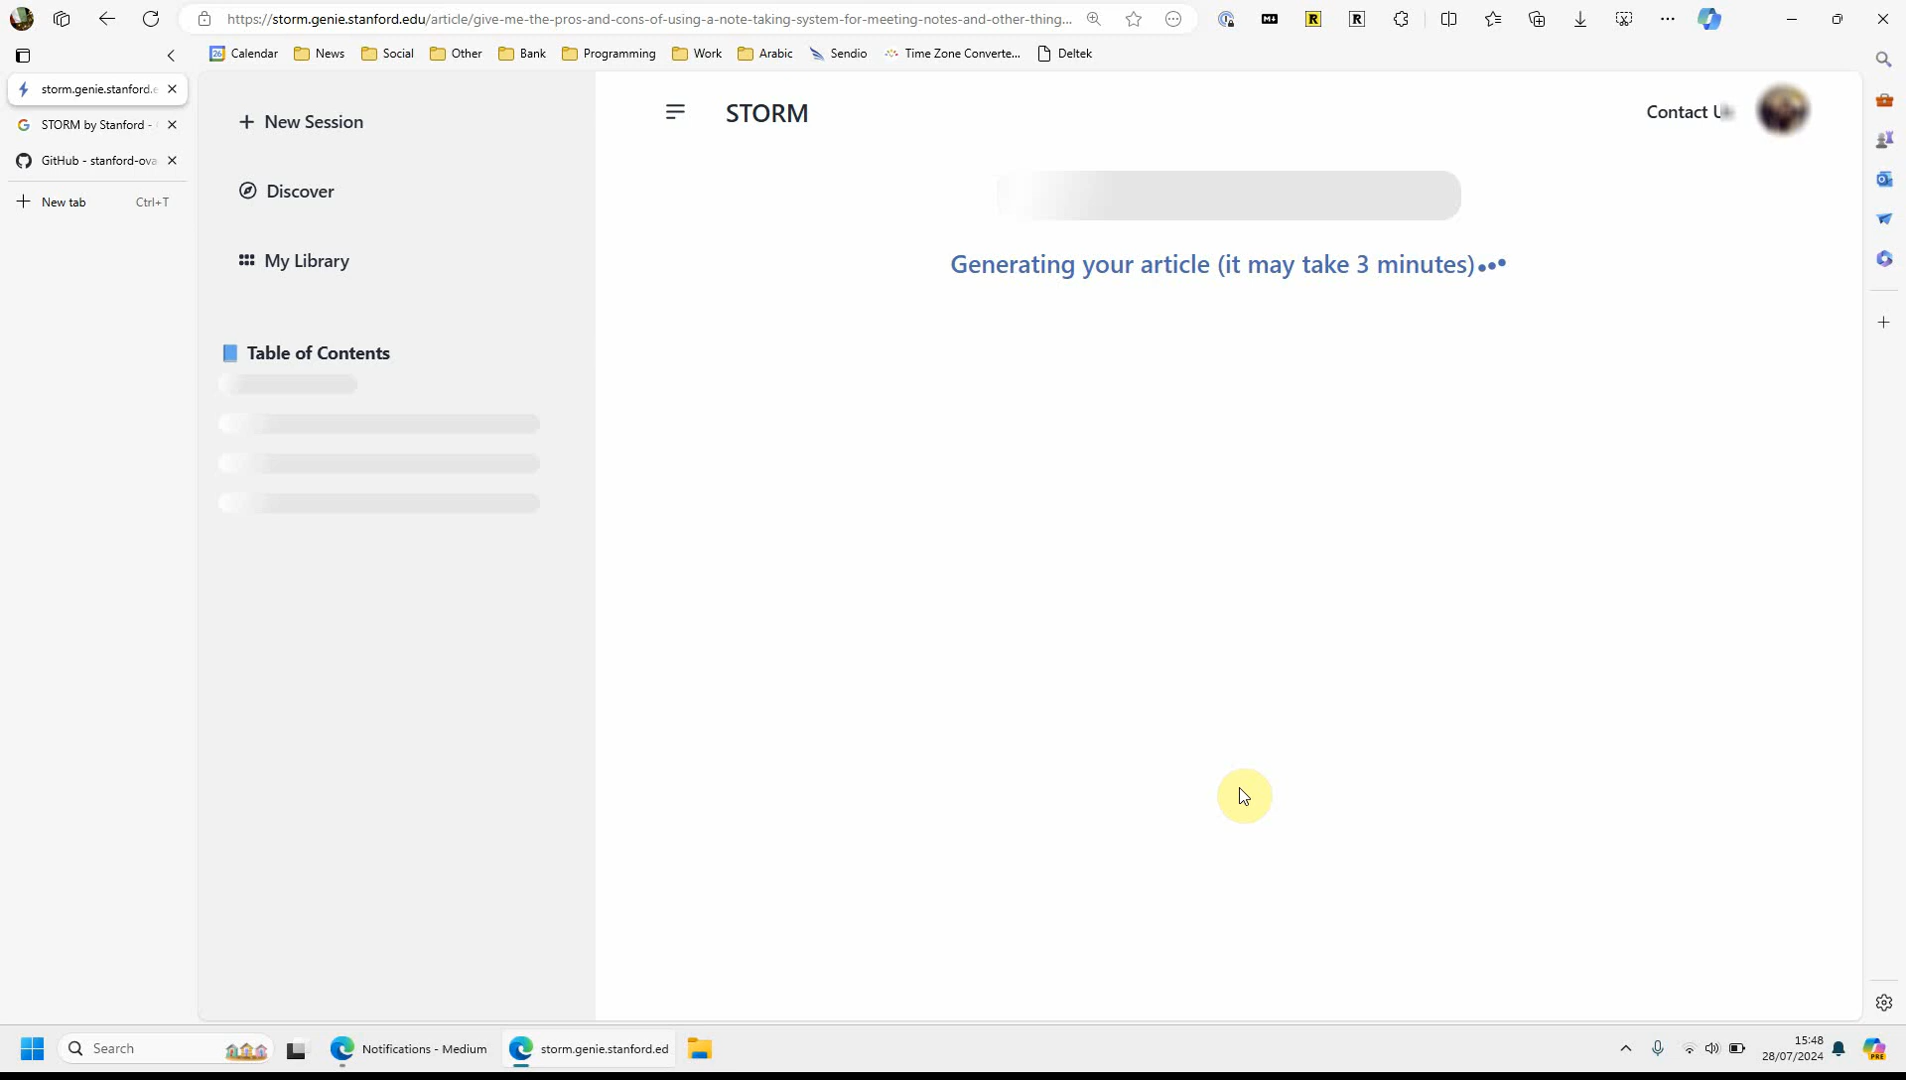 https://storm.genie.stanford.edu/article/give-me-the-pros-and-cons-of-using-a-note-taking-system-for-meeting-notes-and-other-thing...
26 Calendar News Social Other Bank Programming Work Arabic Sendio Time Zone Converte... Deltek
storm.genie.stanford.e
STORM by Stanford -
GitHub - stanford-ova
New tab Ctrl+T
New Session
Discover
My Library
Table of Contents
STORM
Contact
Generating your article (it may take 3 minutes)
Search
Notifications - Medium
storm.genie.stanford.ed
15:48
28/07/2024
PRE